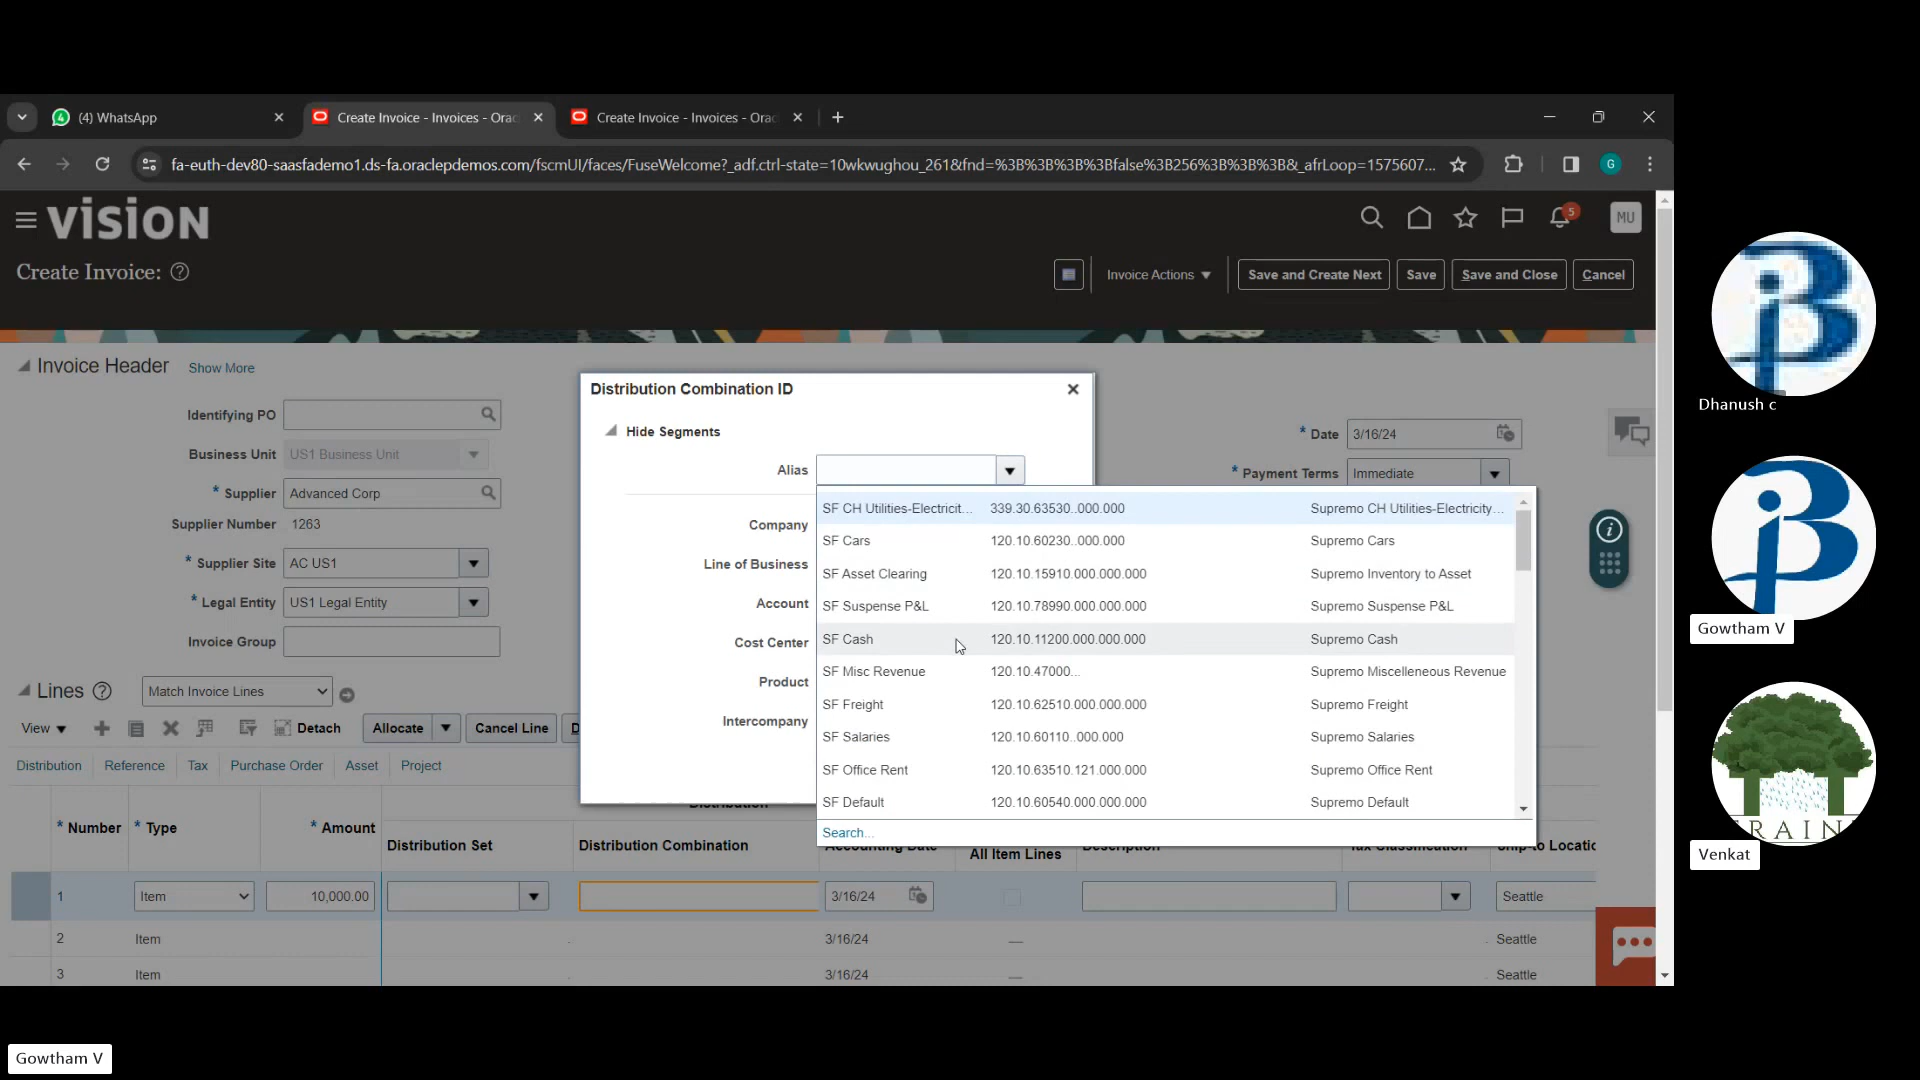 (4) WhatsApp
Create Invoice - Invoices - Orac
Create Invoice - Invoices - Orac
fa-euth-dev80-saasfademo1.ds-fa.oraclepdemos.com/fscmUI/faces/FuseWelcome?_adf.ctrl-state=10wkwughou_261&fnd=%3B%3B%3B%3Bfalse%3B256%3B%3B%3B&_afrLoop=1575607...
G
VISION
5
MU
Create Invoice: ?
Invoice Actions
Save and Create Next
Save
Save and Close
Cancel
Invoice Header
Show More
Identifying PO
Business Unit US1 Business Unit
* Supplier Advanced Corp
Supplier Number 1263
* Supplier Site AC US1
* Legal Entity US1 Legal Entity
Invoice Group
* Date 3/16/24
* Payment Terms Immediate
Distribution Combination ID
Hide Segments
Alias
Company
Line of Business
Account
Cost Center
Product
Intercompany
SF CH Utilities-Electricit... 339.30.63530..000.000 Supremo CH Utilities-Electricity...
SF Cars 120.10.60230..000.000 Supremo Cars
SF Asset Clearing 120.10.15910.000.000.000 Supremo Inventory to Asset
SF Suspense P&L 120.10.78990.000.000.000 Supremo Suspense P&L
SF Cash 120.10.11200.000.000.000 Supremo Cash
SF Misc Revenue 120.10.47000... Supremo Miscellaneous Revenue
SF Freight 120.10.62510.000.000.000 Supremo Freight
SF Salaries 120.10.60110..000.000 Supremo Salaries
SF Office Rent 120.10.63510.121.000.000 Supremo Office Rent
SF Default 120.10.60540.000.000.000 Supremo Default
Search...
Lines ? Match Invoice Lines
View
Detach
Allocate
Cancel Line
D
Distribution Reference Tax Purchase Order Asset Project
Distribution
* Number * Type * Amount Distribution Set Distribution Combination Accounting Date All Item Lines Description Tax Classification Ship-to Locatio
1 Item 10,000.00 3/16/24 Seattle
2 Item 3/16/24 Seattle
3 Item 3/16/24 Seattle
Dhanush c
Gowtham V
RAIN
Venkat
Gowtham V